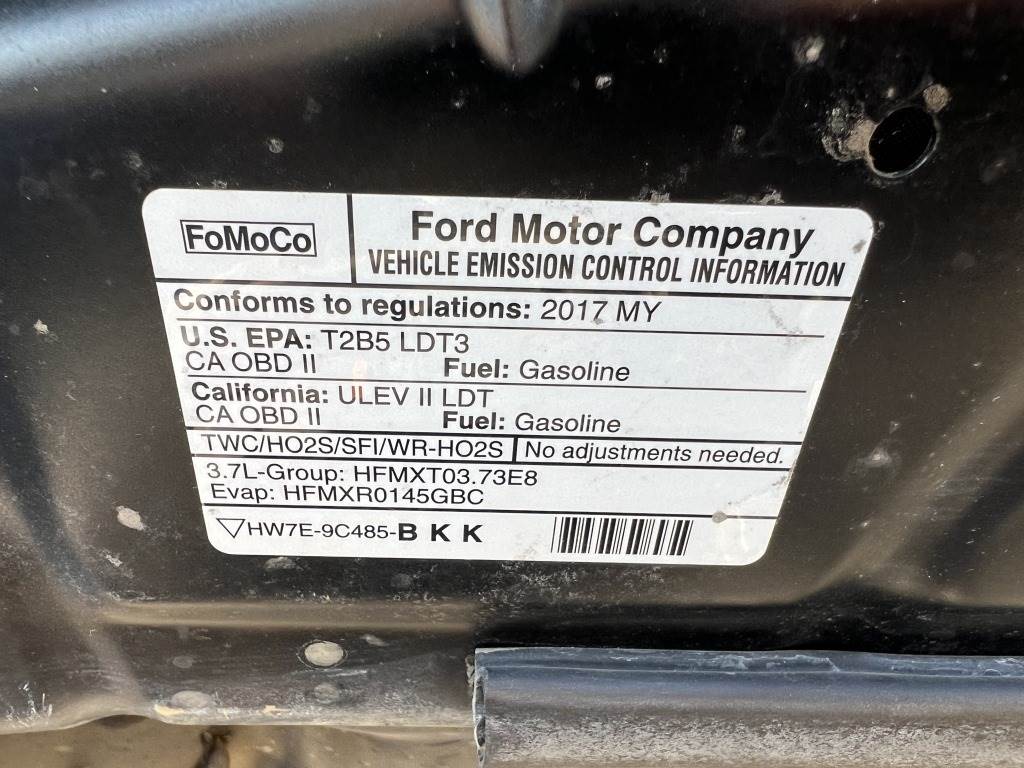 FoMoCo
Ford Motor Company
VEHICLE EMISSION CONTROL INFORMATION
Conforms to regulations: 2017 MY
U.S. EPA: T2B5 LDT3
CA OBD II Fuel: Gasoline
California: ULEV II LDT
CA OBD II Fuel: Gasoline
TWC/HO2S/SFI/WR-HO2S No adjustments needed.
3.7L-Group: HFMXT03.73E8
Evap: HFMXR0145GBC
HW7E-9C485-B K K